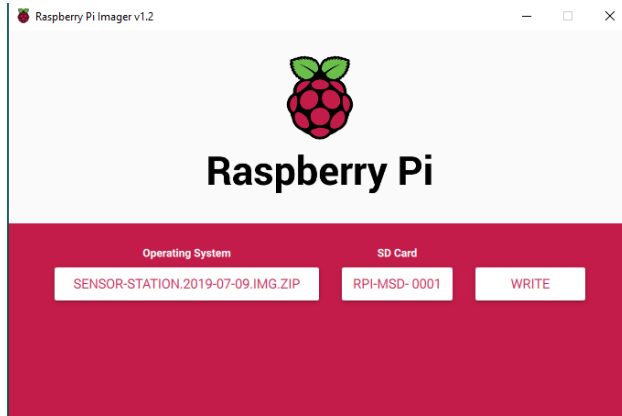 Raspberry Pi Imager v1.2
Raspberry Pi
Operating System SD Card
SENSOR-STATION.2019-07-09.IMG.ZIP RPI-MSD- 0001 WRITE